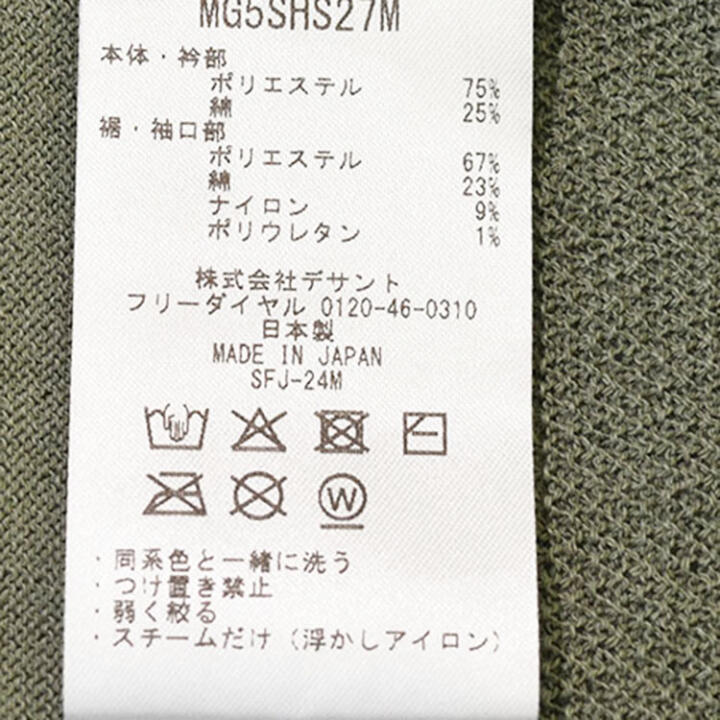 MG5SHS27M
本体・衿部
ポリエステル 75%
綿 25%
裾・袖口部
ポリエステル 67%
綿 23%
ナイロン 9%
ポリウレタン 1%
株式会社デサント
フリーダイヤル 0120-46-0310
日本製
MADE IN JAPAN
SFJ-24M
W
・同系色と一緒に洗う
・つけ置き禁止
・弱く絞る
・スチームだけ（浮かしアイロン）